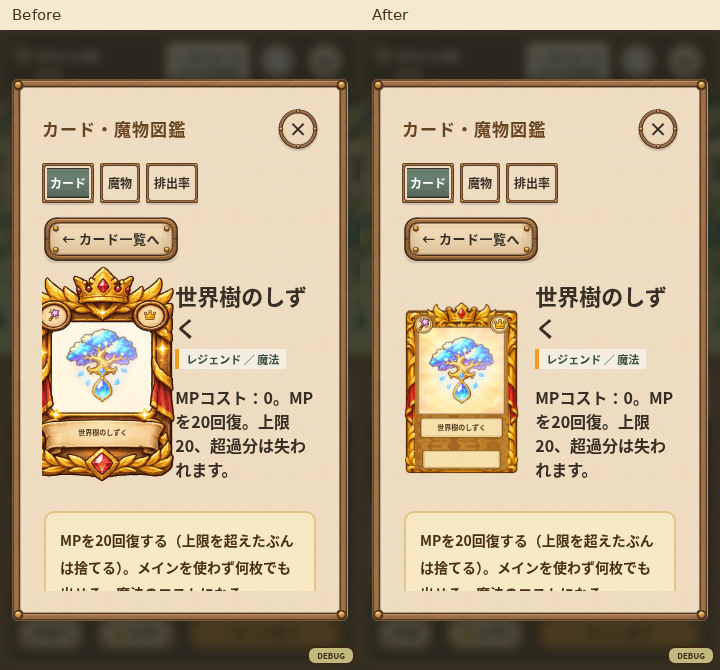 Before
カード・魔物図鑑
×
カード
魔物
排出率
← カード一覧へ
世界樹のしず
く
レジェンド ／ 魔法
世界樹のしずく
MPコスト：0。MP
を20回復。上限
20、超過分は失わ
れます。
MPを20回復する（上限を超えたぶん
は捨てる）。メインを使わず何枚でも
DEBUG
After
カード・魔物図鑑
×
カード
魔物
排出率
← カード一覧へ
世界樹のしず
く
レジェンド ／ 魔法
世界樹のしずく
MPコスト：0。MP
を20回復。上限
20、超過分は失わ
れます。
MPを20回復する（上限を超えたぶん
は捨てる）。メインを使わず何枚でも
DEBUG